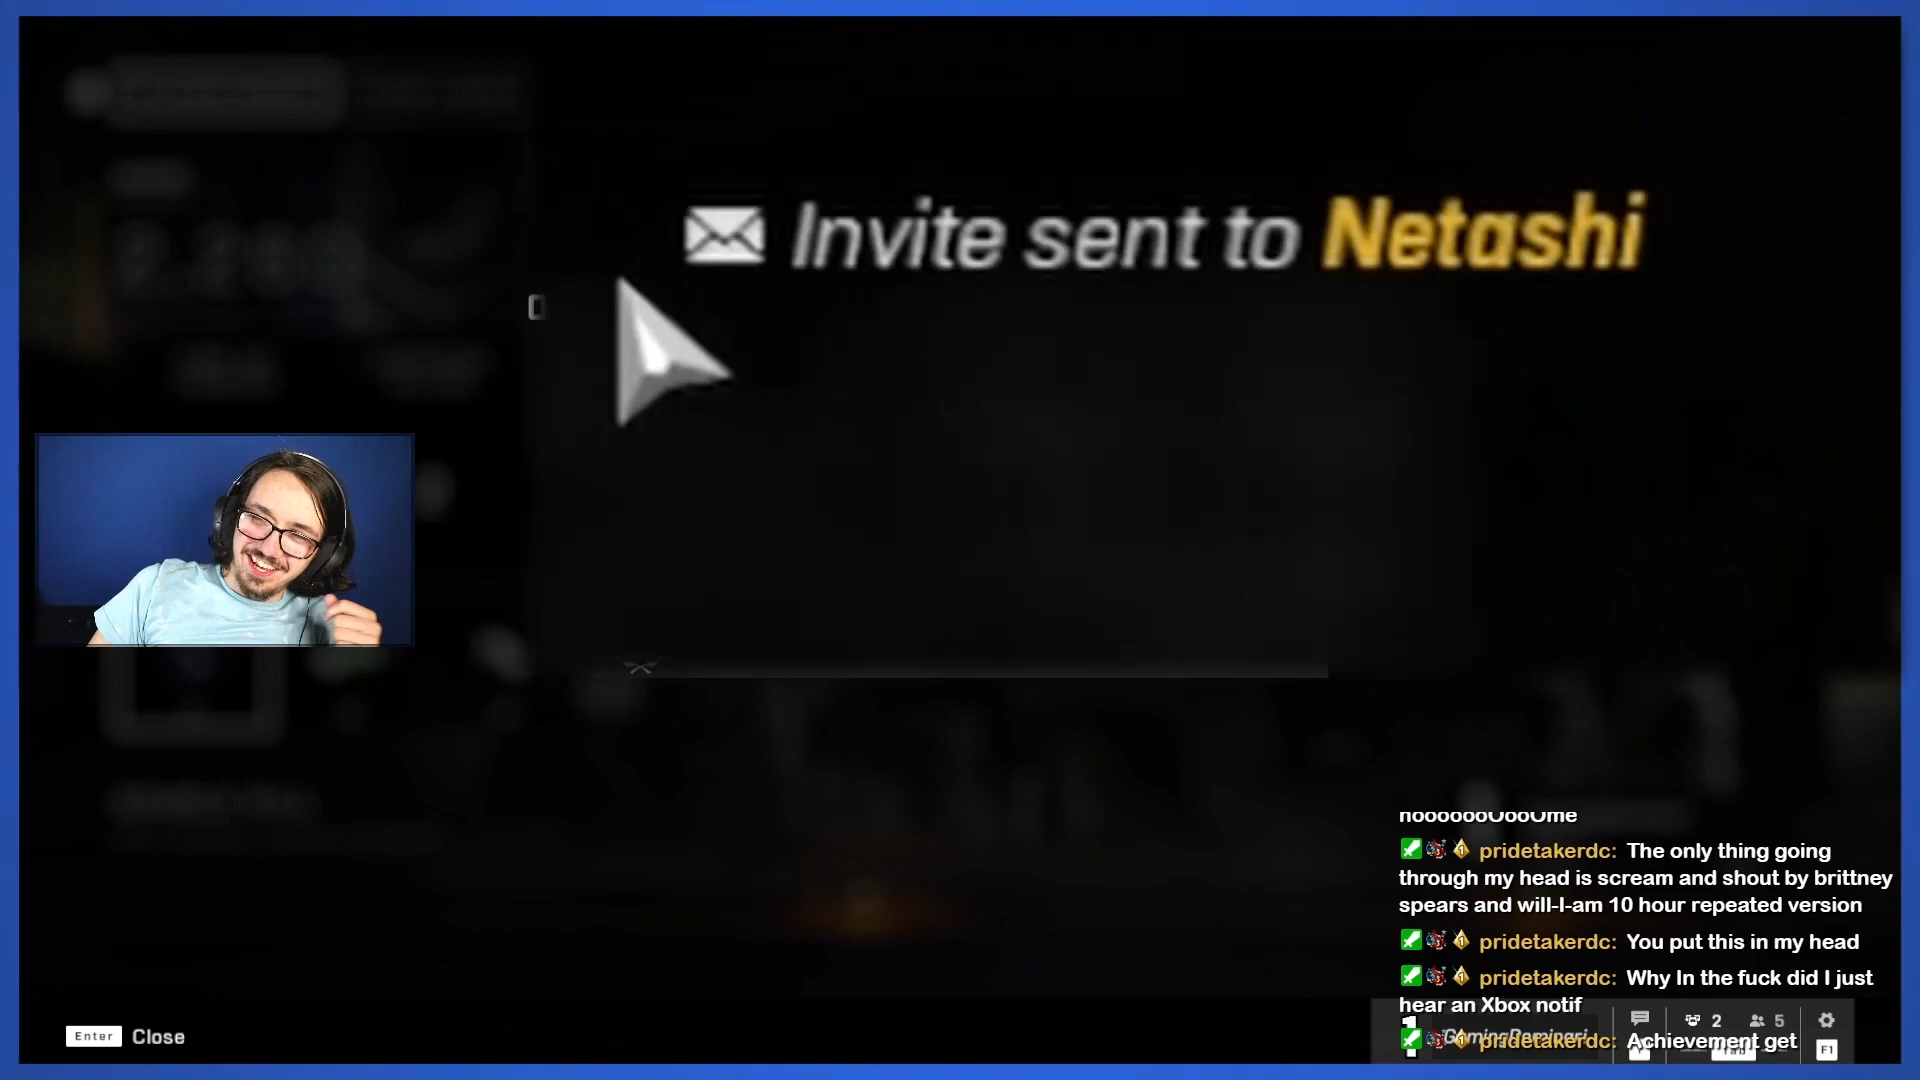 Invite sent to Netashi
nooooooOooOme
pridetakerdc: The only thing going
through my head is scream and shout by brittney
spears and will-I-am 10 hour repeated version
pridetakerdc: You put this in my head
pridetakerdc: Why In the fuck did I just
hear an Xbox notif
pridetakerdc: Achievement get
Enter Close
1
2 5
F1